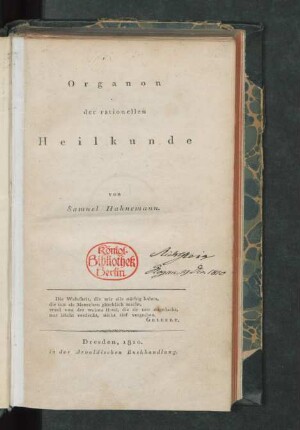 Organon
der rationellen
Heilkunde
von
Samuel Hahnemann.
Königl.
Bibliothek
Berlin
Die Wahrheit, die wir alle nöthig haben,
die uns als Menschen glücklich macht,
ward von der weisen Hand, die sie uns zugedacht,
nur leicht verdeckt, nicht tief vergraben.
GELLERT.
Dresden, 1810.
in der Arnoldischen Buchhandlung.